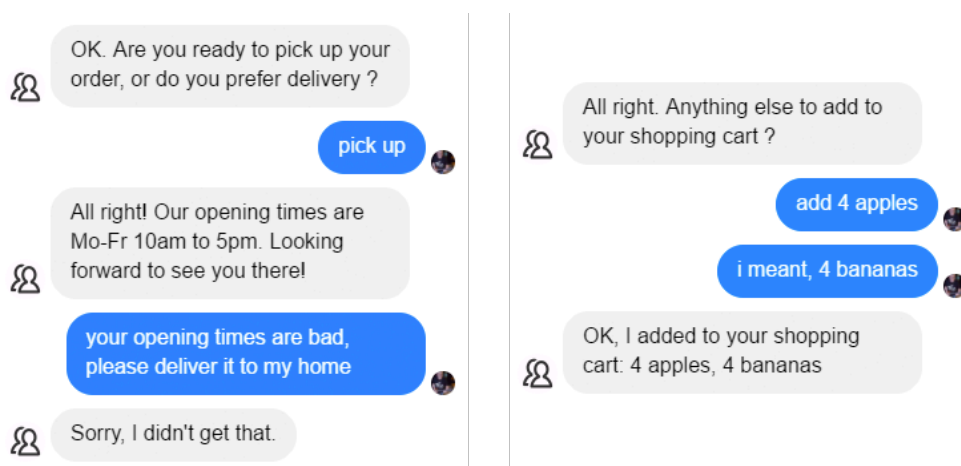 OK. Are you ready to pick up your
order, or do you prefer delivery ?
pick up
All right! Our opening times are
Mo-Fr 10am to 5pm. Looking
forward to see you there!
your opening times are bad,
please deliver it to my home
Sorry, I didn't get that.
All right. Anything else to add to
your shopping cart ?
add 4 apples
i meant, 4 bananas
OK, I added to your shopping
cart: 4 apples, 4 bananas